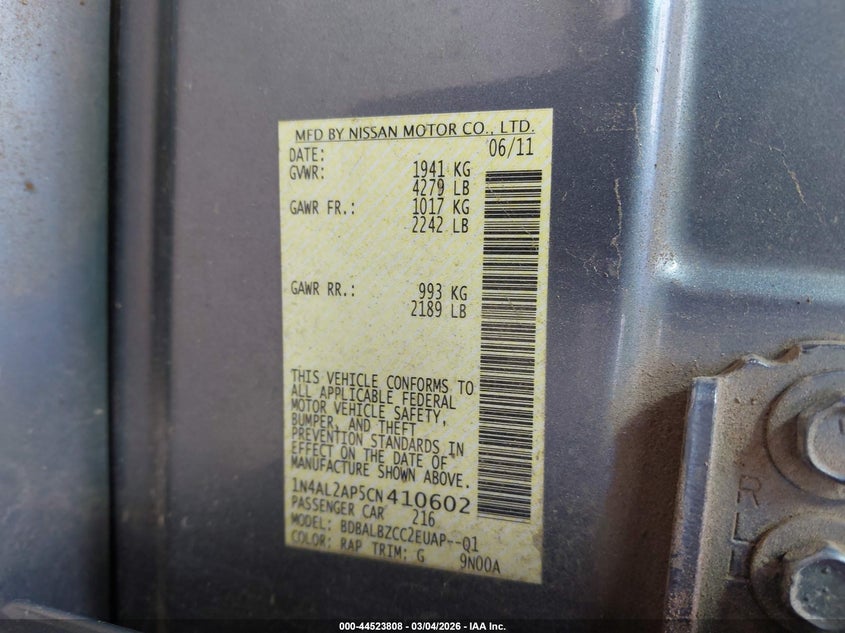 MFD BY NISSAN MOTOR CO., LTD.
DATE: 06/11
GVWR: 1941 KG
4279 LB
GAWR FR.: 1017 KG
2242 LB
GAWR RR.: 993 KG
2189 LB
THIS VEHICLE CONFORMS TO
ALL APPLICABLE FEDERAL
MOTOR VEHICLE SAFETY,
BUMPER, AND THEFT
PREVENTION STANDARDS IN
EFFECT ON THE DATE OF
MANUFACTURE SHOWN ABOVE.
1N4AL2AP5CN410602
PASSENGER CAR 216
MODEL: BDBALBZCC2EUAP--Q1
COLOR: RAP TRIM: G 9N00A
000-44523808 - 03/04/2026 - IAA Inc.